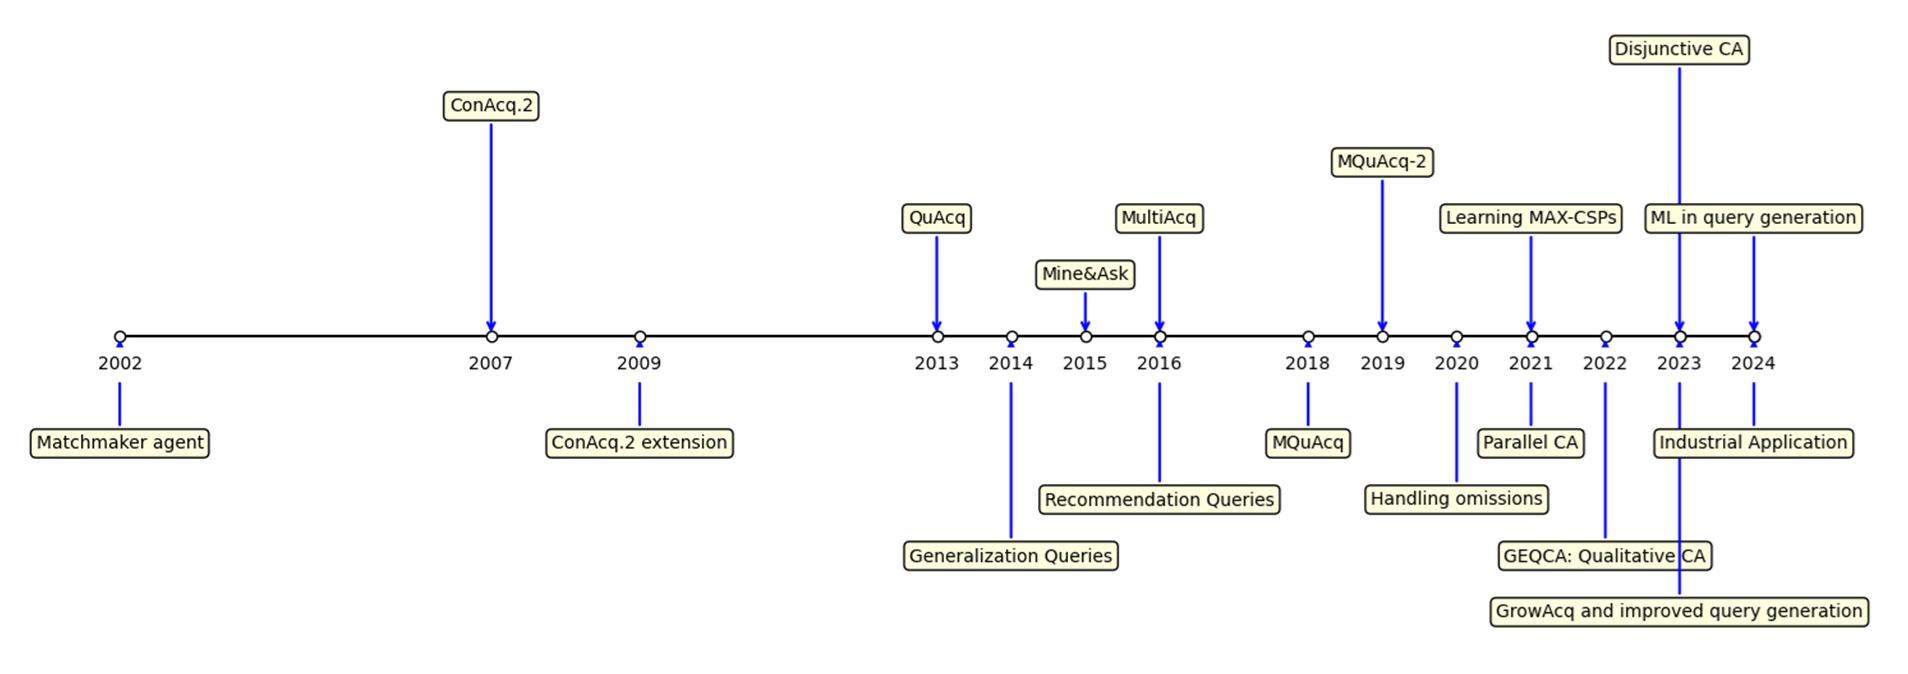 Disjunctive CA
ConAcq.2
MQuAcq-2
QuAcq
MultiAcq
Learning MAX-CSPs
ML in query generation
Mine&Ask
2002
2007
2009
2013
2014
2015
2016
2018
2019
2020
2021
2022
2023
2024
Matchmaker agent
ConAcq.2 extension
MQuAcq
Parallel CA
Industrial Application
Recommendation Queries
Handling omissions
Generalization Queries
GEQCA: Qualitative CA
GrowAcq and improved query generation